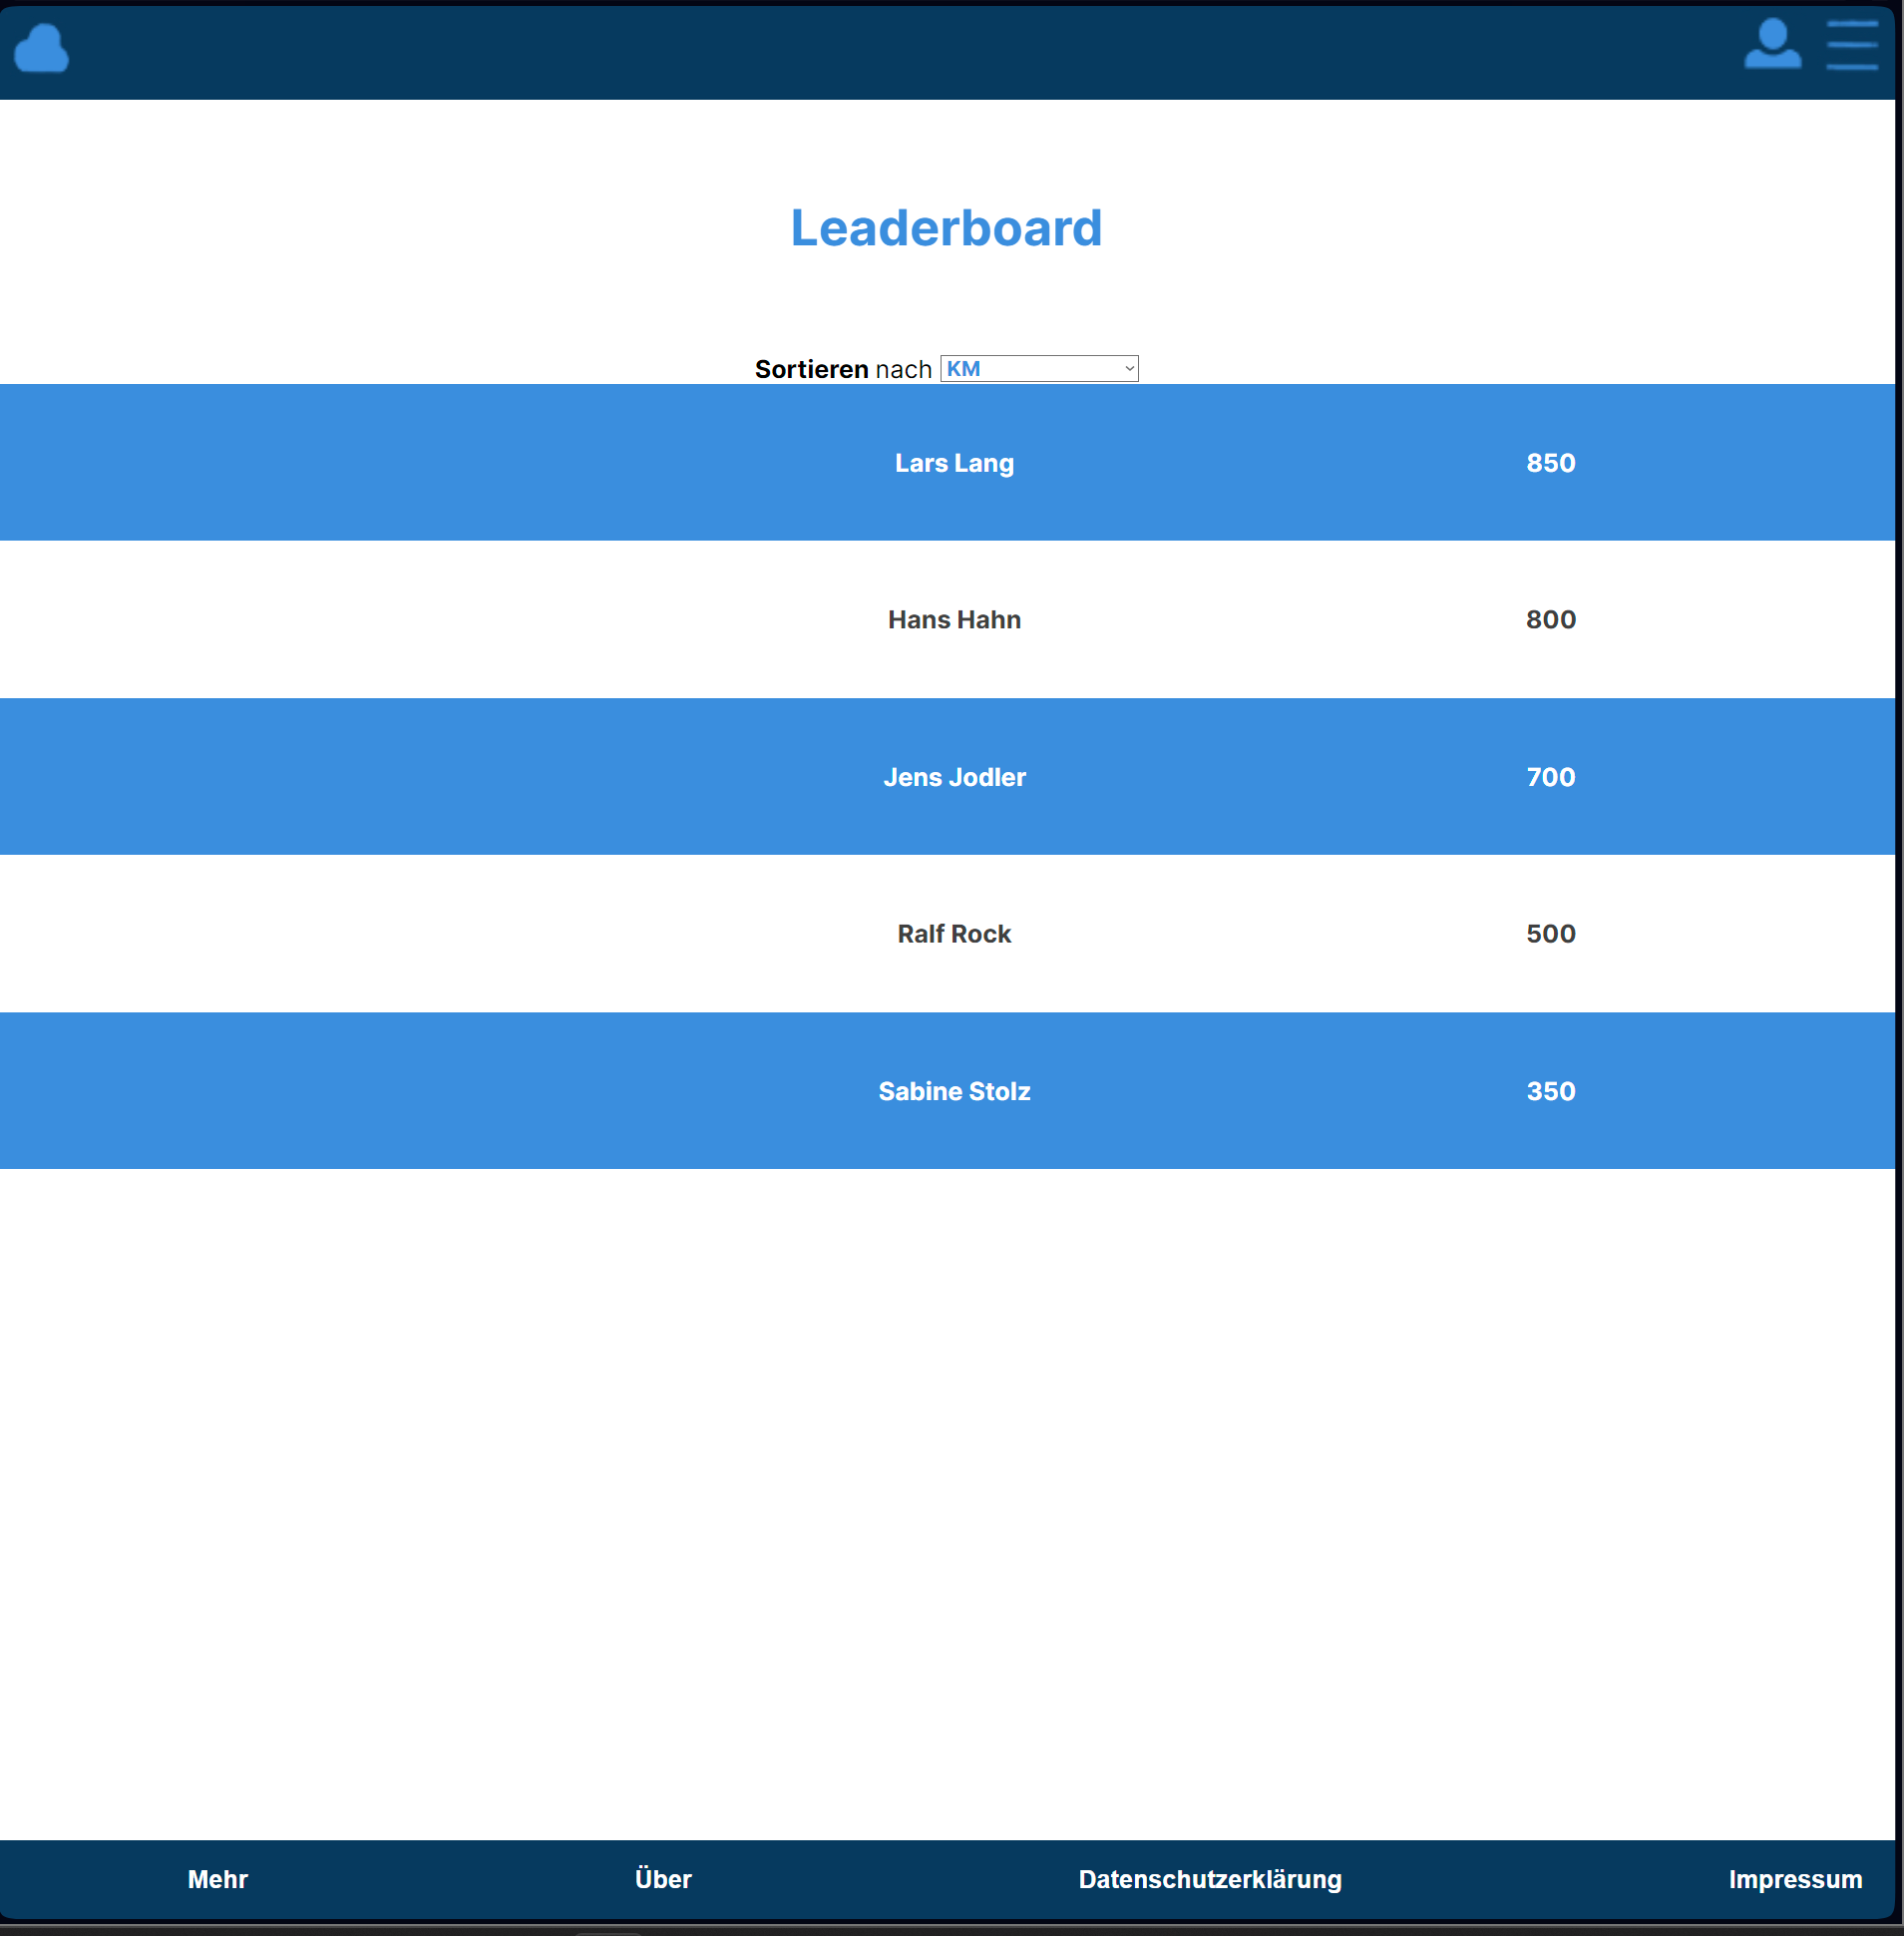 Leaderboard
Sortieren nach KM
Lars Lang 850
Hans Hahn 800
Jens Jodler 700
Ralf Rock 500
Sabine Stolz 350
Mehr Über Datenschutzerklärung Impressum